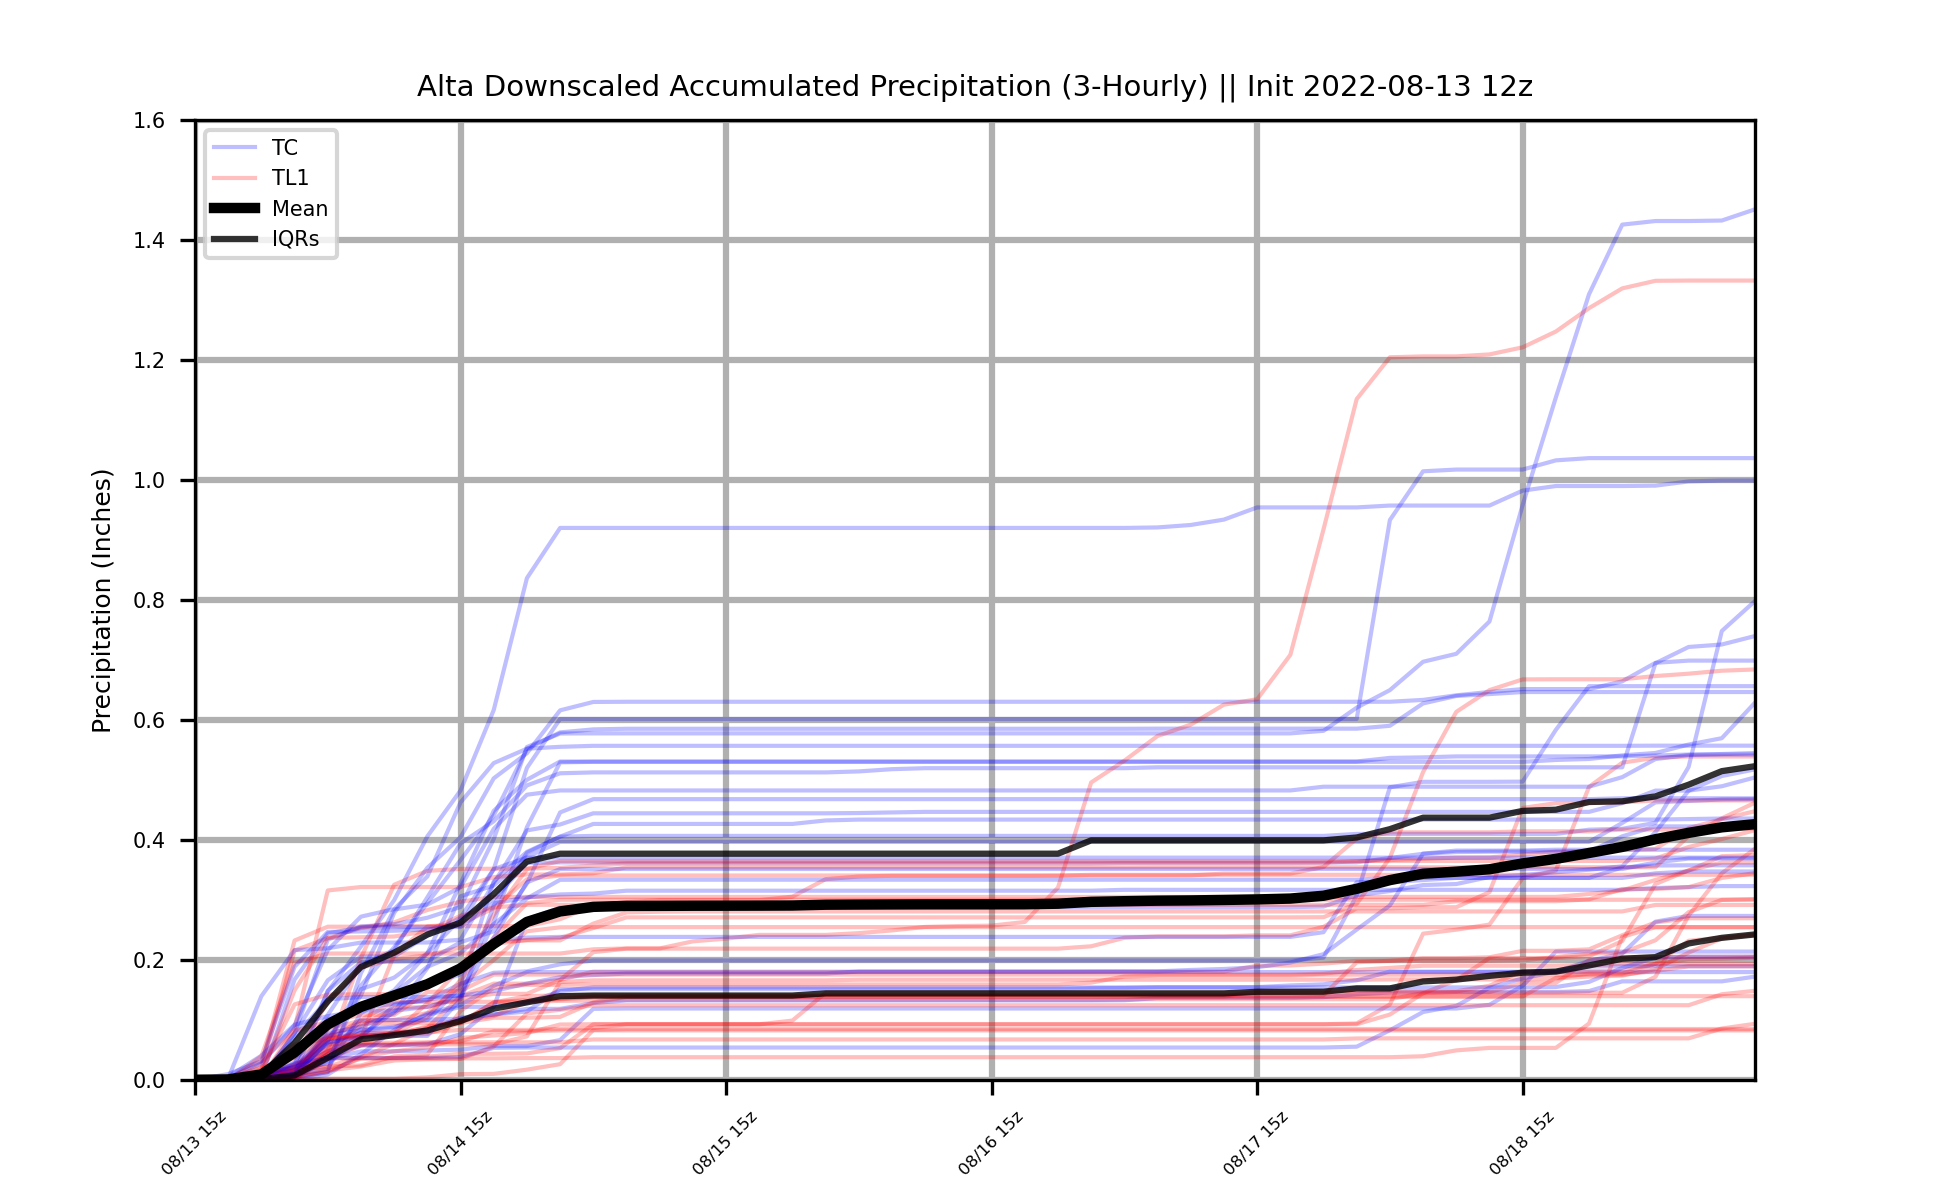 Alta Downscaled Accumulated Precipitation (3-Hourly) || Init 2022-08-13 12z
Precipitation (Inches)
1.6
1.4
1.2
1.0
0.8
0.6
0.4
0.2
0.0
TC
TL1
Mean
IQRs
08/13 15z
08/14 15z
08/15 15z
08/16 15z
08/17 15z
08/18 15z